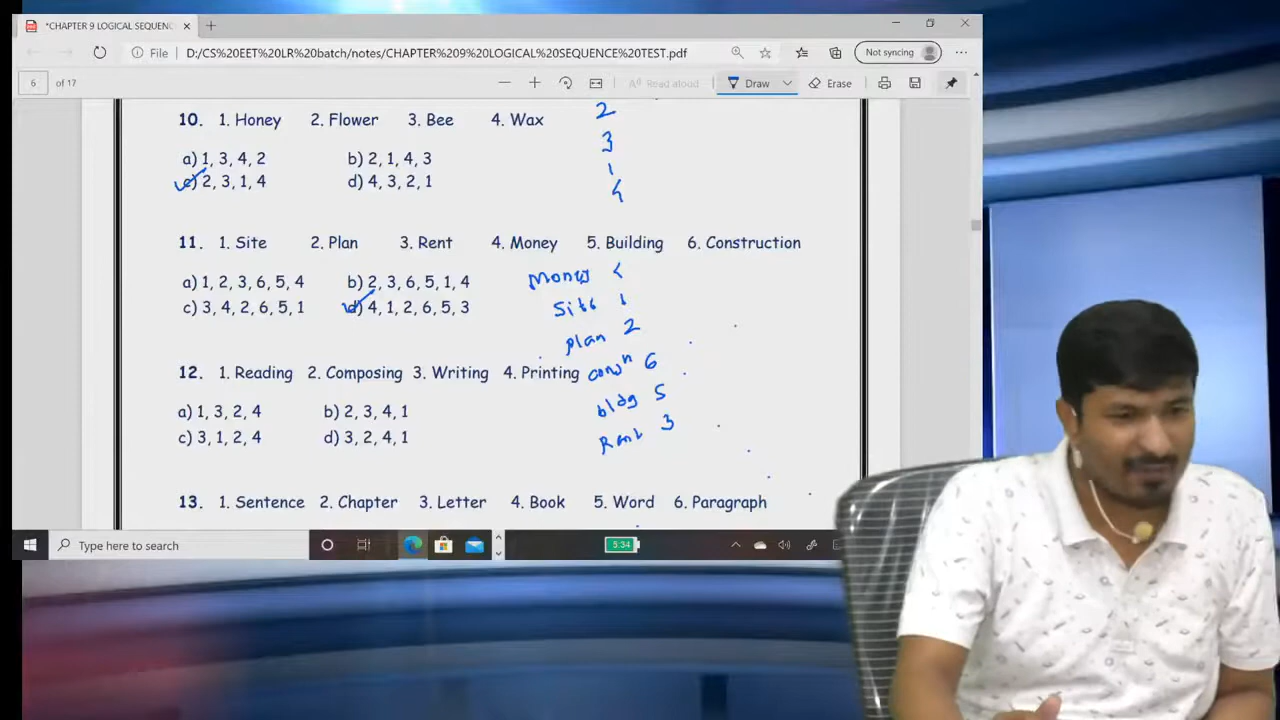 *CHAPTER 9 LOGICAL SEQUENC
File D:/CS%20EET%20LR%20batch/notes/CHAPTER%209%20LOGICAL%20SEQUENCE%20TEST.pdf Not syncing
6 of 17 Read aloud Draw Erase
10. 1. Honey 2. Flower 3. Bee 4. Wax
a) 1, 3, 4, 2 b) 2, 1, 4, 3
c) 2, 3, 1, 4 d) 4, 3, 2, 1
2
3
1
4
11. 1. Site 2. Plan 3. Rent 4. Money 5. Building 6. Construction
a) 1, 2, 3, 6, 5, 4 b) 2, 3, 6, 5, 1, 4
c) 3, 4, 2, 6, 5, 1 d) 4, 1, 2, 6, 5, 3
Money 4
Site 1
Plan 2
consn 6
bldg 5
Rent 3
12. 1. Reading 2. Composing 3. Writing 4. Printing
a) 1, 3, 2, 4 b) 2, 3, 4, 1
c) 3, 1, 2, 4 d) 3, 2, 4, 1
13. 1. Sentence 2. Chapter 3. Letter 4. Book 5. Word 6. Paragraph
Type here to search 5:34